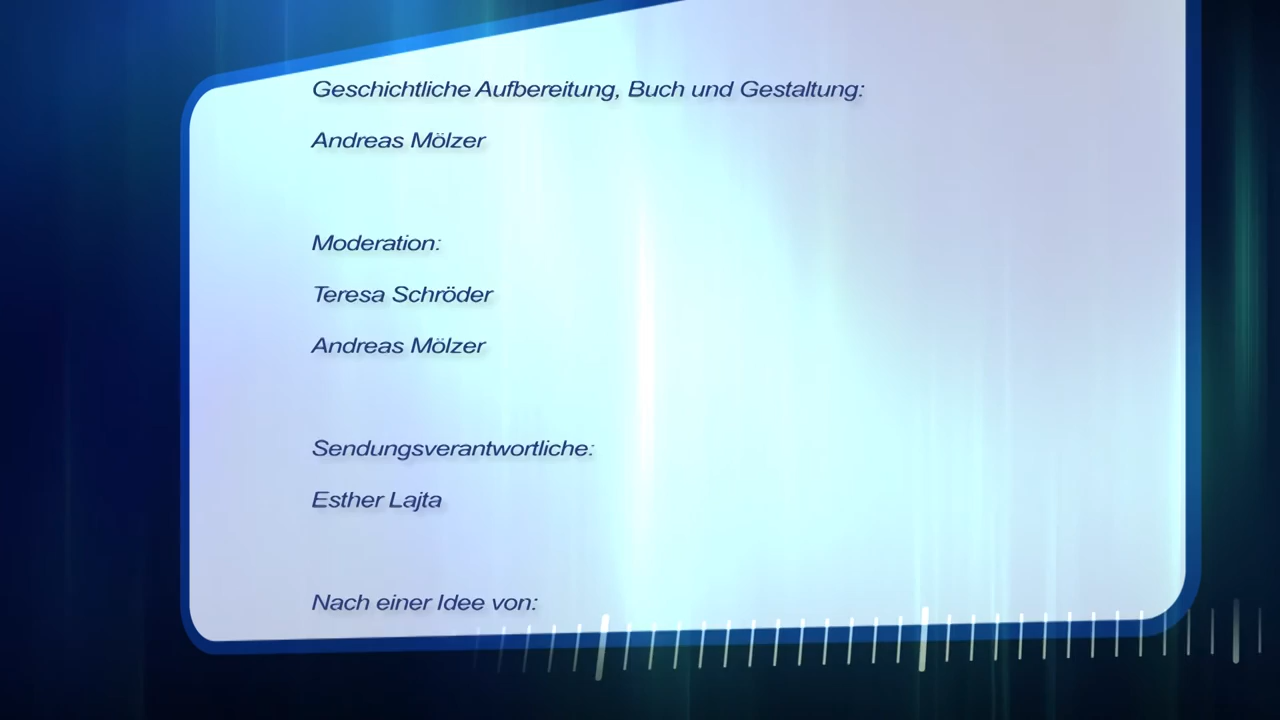 Geschichtliche Aufbereitung, Buch und Gestaltung:
Andreas Mölzer
Moderation:
Teresa Schröder
Andreas Mölzer
Sendungsverantwortliche:
Esther Lajta
Nach einer Idee von: